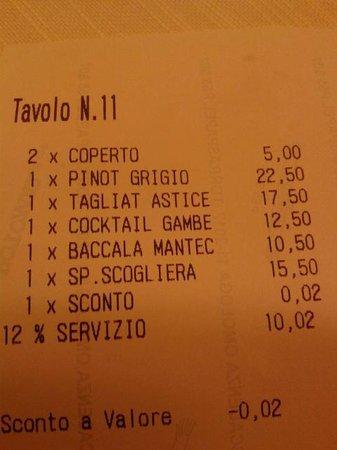 Tavolo N.11
2 x COPERTO 5,00
1 x PINOT GRIGIO 22,50
1 x TAGLIAT ASTICE 17,50
1 x COCKTAIL GAMBE 12,50
1 x BACCALA MANTEC 10,50
1 x SP.SCOGLIERA 15,50
1 x SCONTO 0,02
12 % SERVIZIO 10,02
Sconto a Valore -0,02